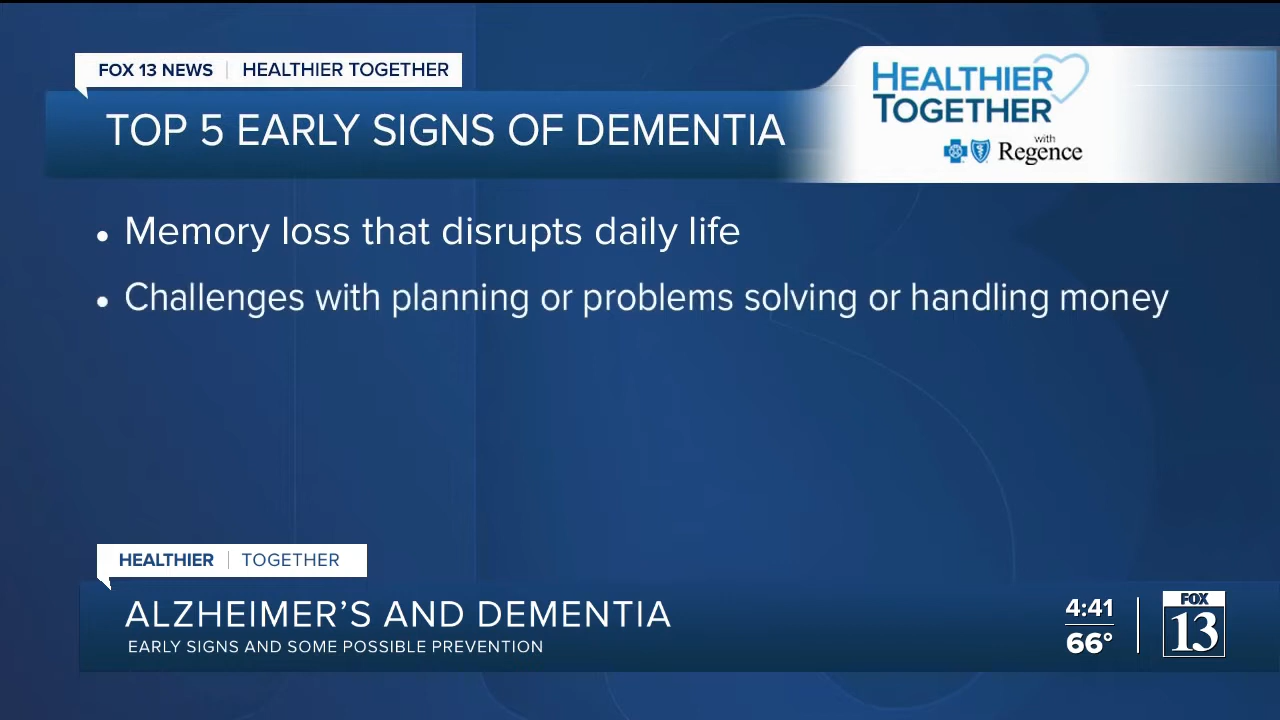 FOX 13 NEWS | HEALTHIER TOGETHER
TOP 5 EARLY SIGNS OF DEMENTIA
HEALTHIER
TOGETHER
with
Regence
• Memory loss that disrupts daily life
• Challenges with planning or problems solving or handling money
HEALTHIER | TOGETHER
ALZHEIMER'S AND DEMENTIA
EARLY SIGNS AND SOME POSSIBLE PREVENTION
4:41
66°
FOX
13